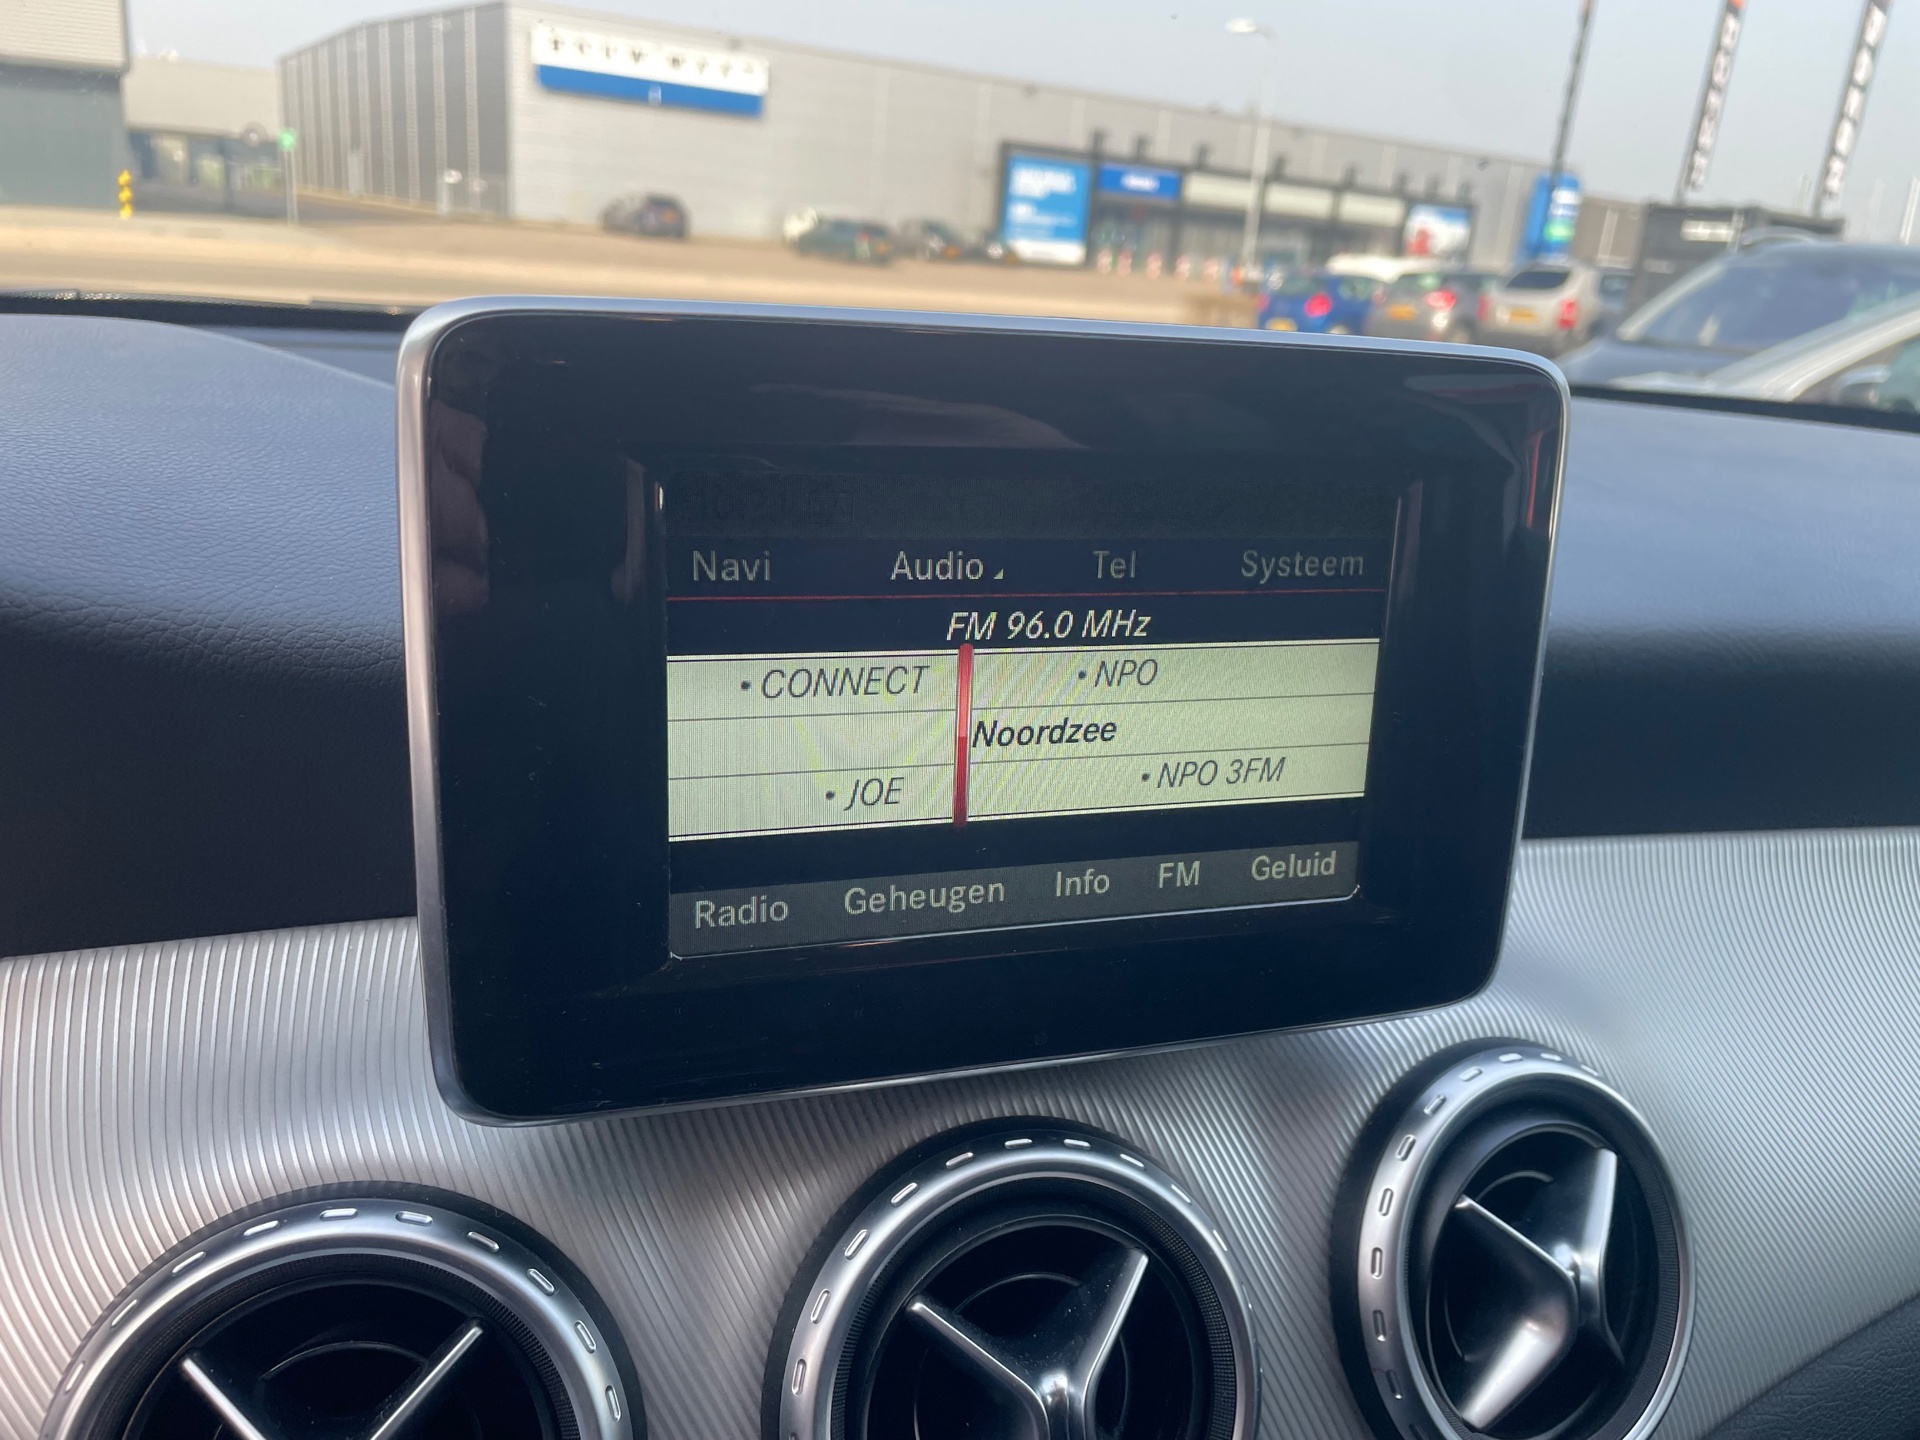 Navi Audio Tel Systeem
FM 96.0 MHz
• CONNECT • NPO
Noordzee
• JOE • NPO 3FM
Radio Geheugen Info FM Geluid